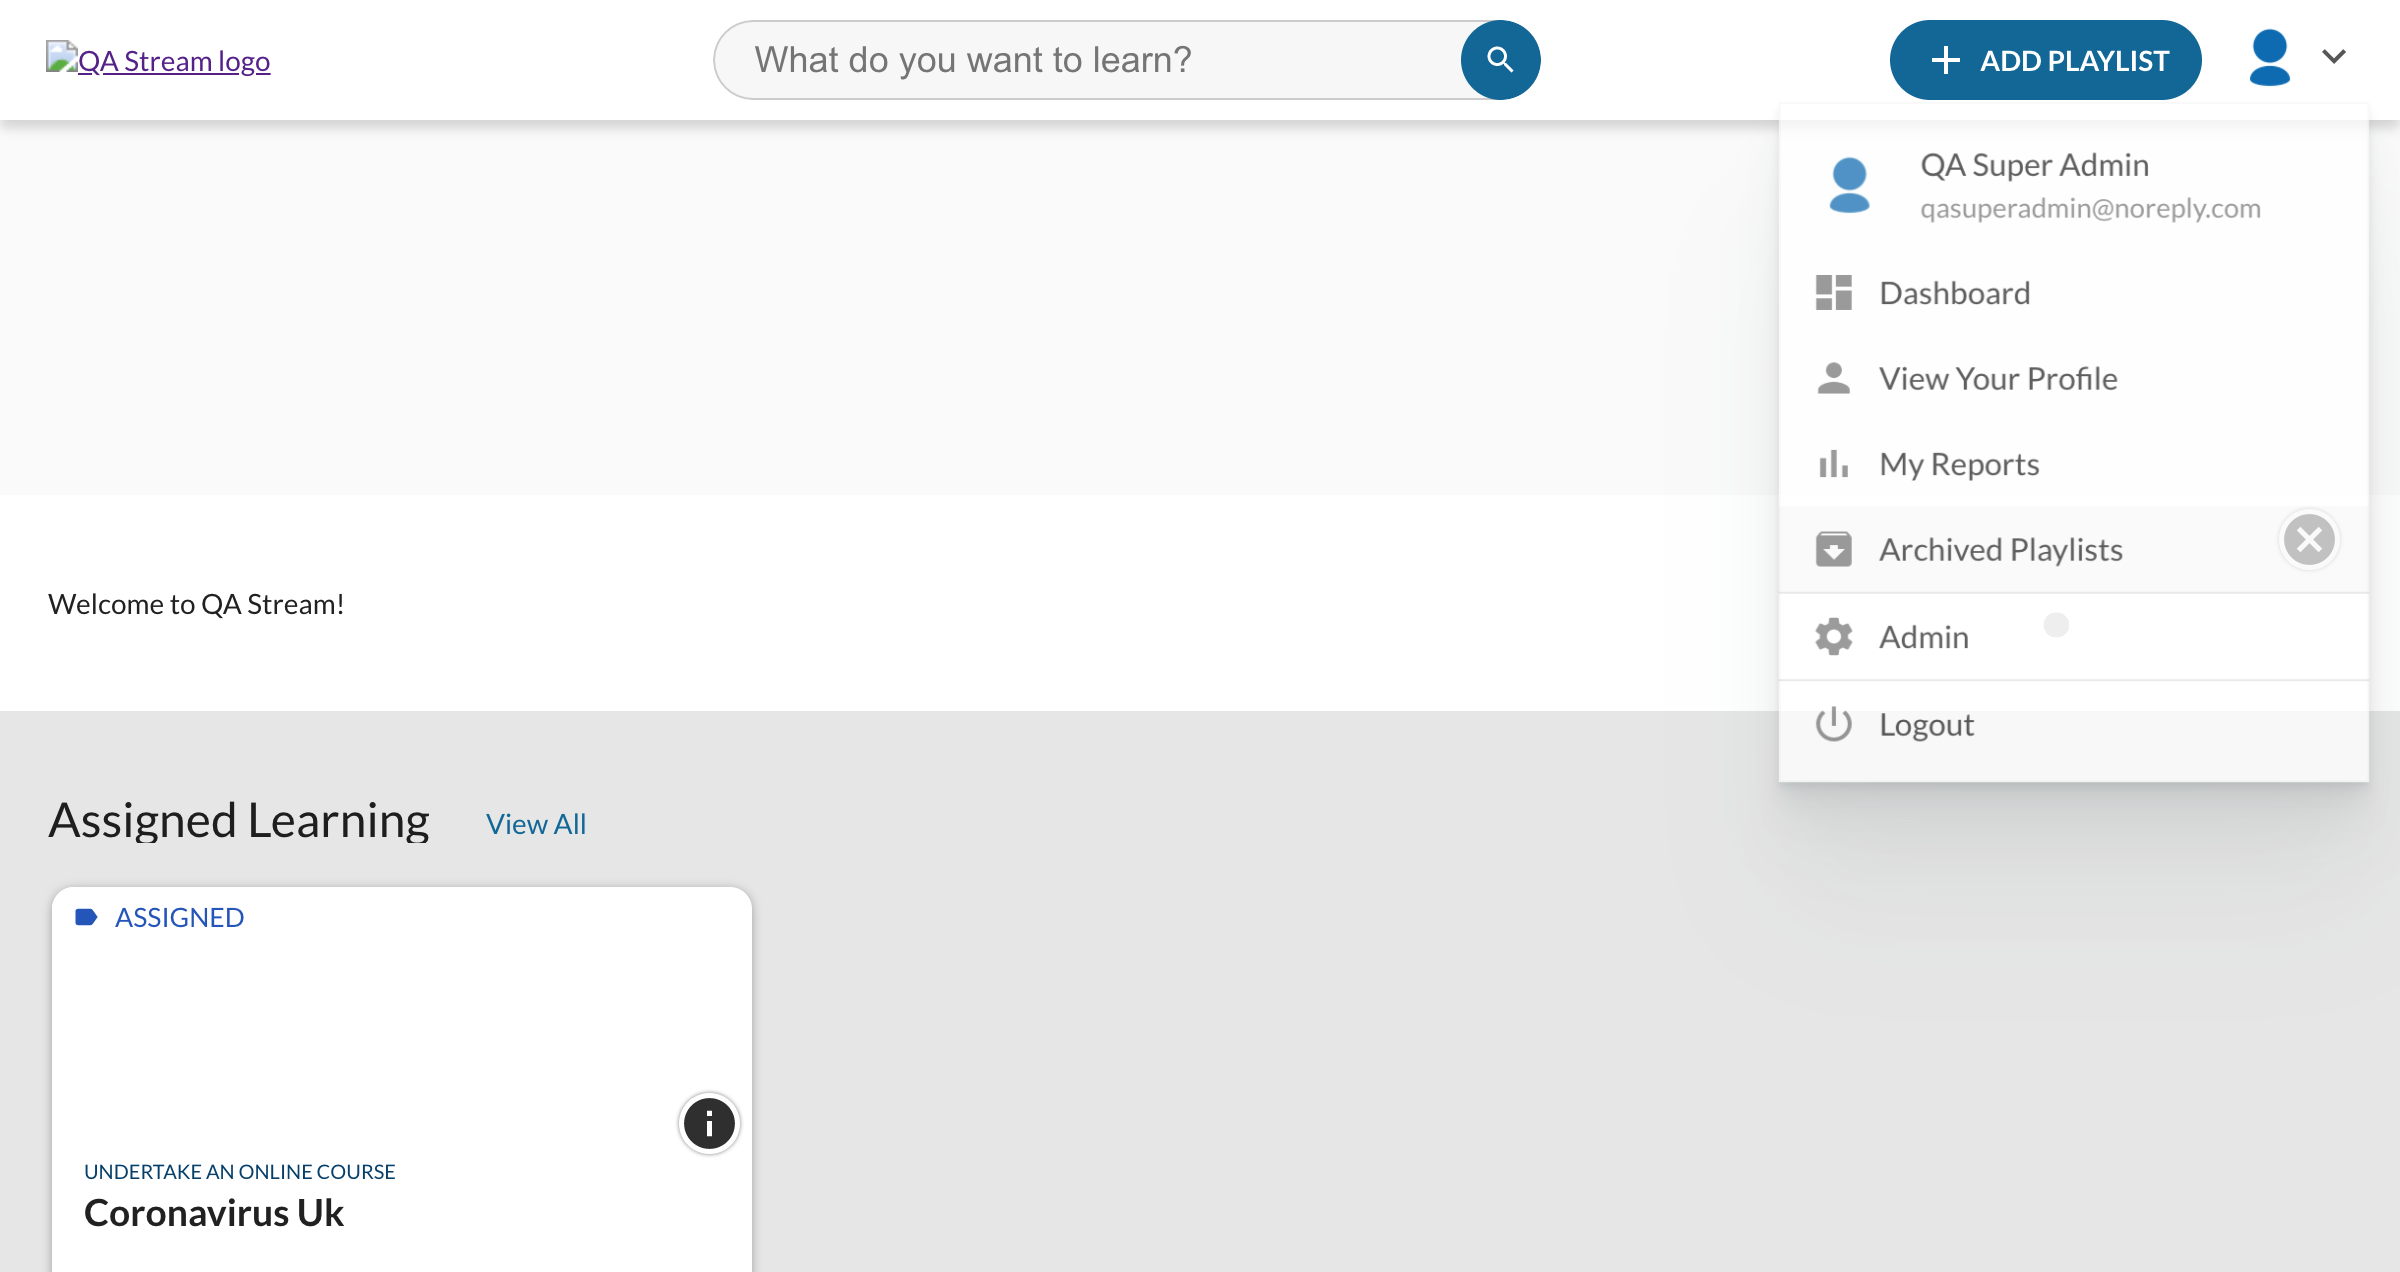 QA Stream logo
What do you want to learn?
ADD PLAYLIST
QA Super Admin
qasuperadmin@noreply.com
Dashboard
View Your Profile
My Reports
Archived Playlists
Admin
Logout
Welcome to QA Stream!
Assigned Learning View All
ASSIGNED
UNDERTAKE AN ONLINE COURSE
Coronavirus Uk